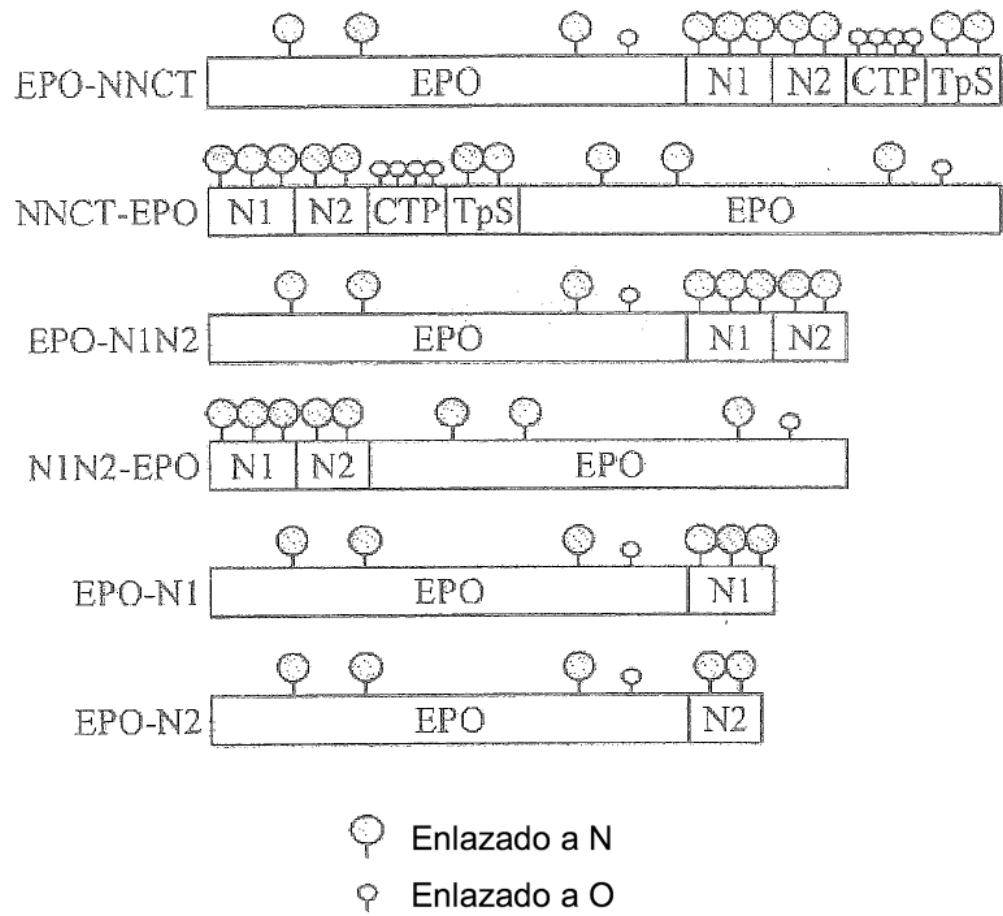 EPO-NNCT EPO N1 N2 CTP TpS
NNCT-EPO N1 N2 CTP TpS EPO
EPO-N1N2 EPO N1 N2
N1N2-EPO N1 N2 EPO
EPO-N1 EPO N1
EPO-N2 EPO N2
Enlazado a N
Enlazado a O